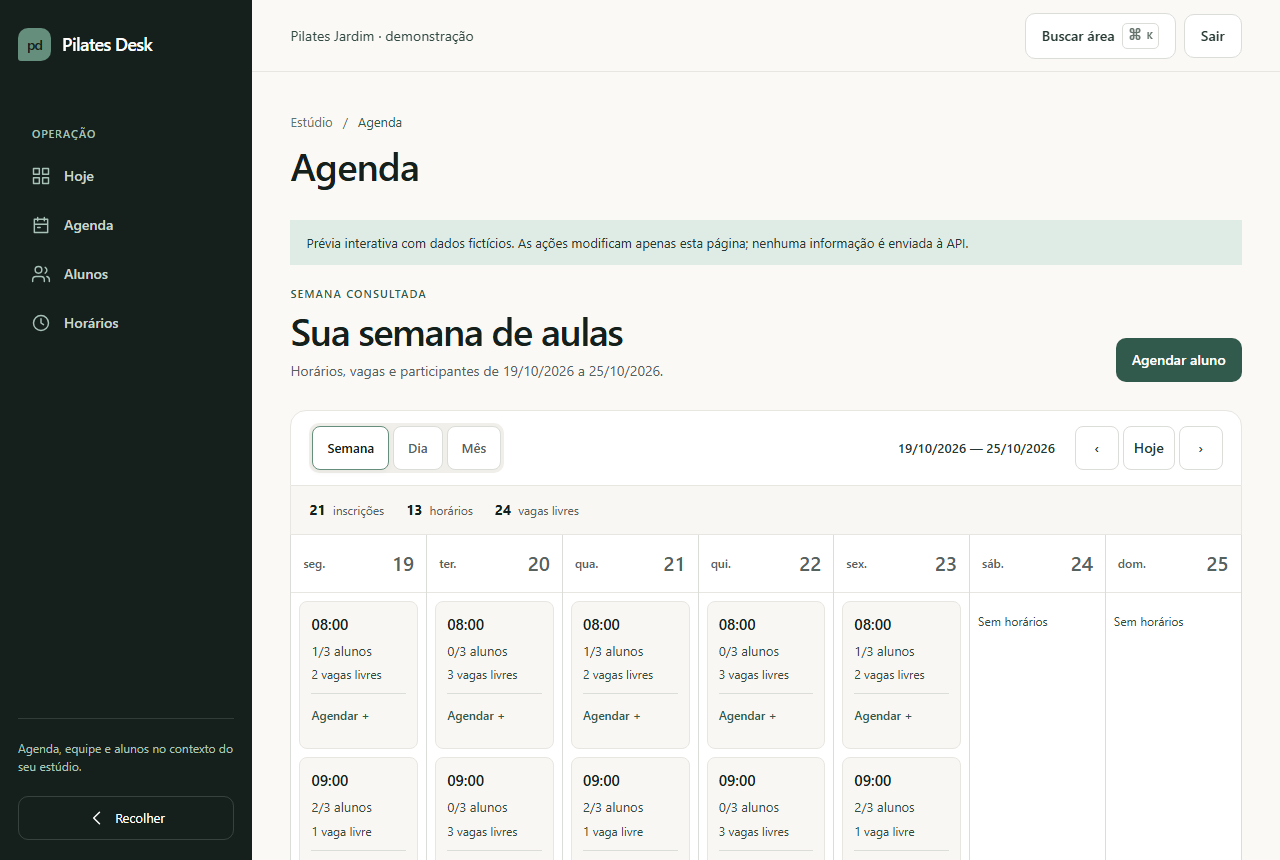 pd Pilates Desk
OPERAÇÃO
Hoje
Agenda
Alunos
Horários
Agenda, equipe e alunos no contexto do
seu estúdio.
Recolher
Pilates Jardim · demonstração
Buscar área ⌘ K
Sair
Estúdio / Agenda
Agenda
Prévia interativa com dados fictícios. As ações modificam apenas esta página; nenhuma informação é enviada à API.
SEMANA CONSULTADA
Sua semana de aulas
Horários, vagas e participantes de 19/10/2026 a 25/10/2026.
Agendar aluno
Semana Dia Mês
19/10/2026 — 25/10/2026 ‹ Hoje ›
21 inscrições 13 horários 24 vagas livres
seg. 19 ter. 20 qua. 21 qui. 22 sex. 23 sáb. 24 dom. 25
08:00 08:00 08:00 08:00 08:00 Sem horários Sem horários
1/3 alunos 0/3 alunos 1/3 alunos 0/3 alunos 1/3 alunos
2 vagas livres 3 vagas livres 2 vagas livres 3 vagas livres 2 vagas livres
Agendar + Agendar + Agendar + Agendar + Agendar +
09:00 09:00 09:00 09:00 09:00
2/3 alunos 0/3 alunos 2/3 alunos 0/3 alunos 2/3 alunos
1 vaga livre 3 vagas livres 1 vaga livre 3 vagas livres 1 vaga livre